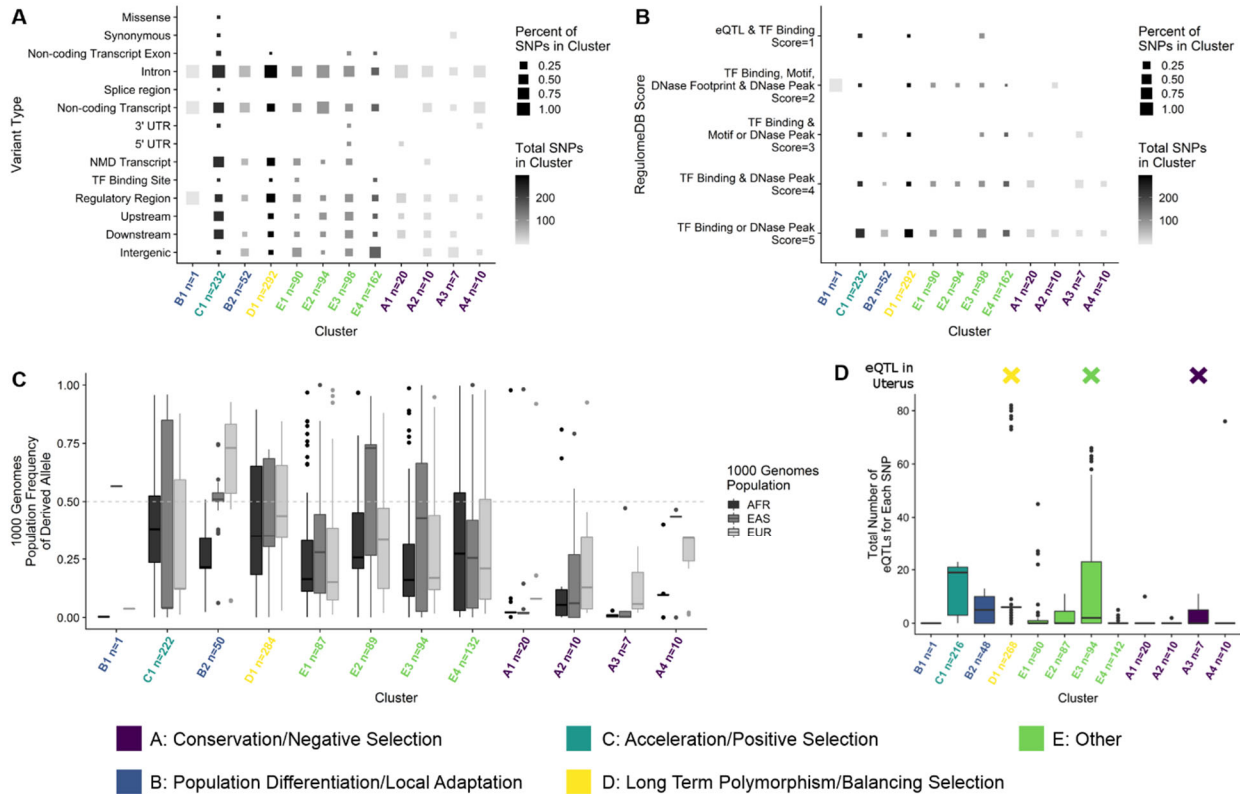 A
Missense
Synonymous
Non-coding Transcript Exon
Intron
Splice region
Non-coding Transcript
3' UTR
5' UTR
NMD Transcript
TF Binding Site
Regulatory Region
Upstream
Downstream
Intergenic
Variant Type
B1 n=1
C1 n=232
B2 n=52
D1 n=292
E1 n=90
E2 n=94
E3 n=98
E4 n=162
A1 n=20
A2 n=10
A3 n=7
A4 n=10
Cluster
Percent of
SNPs in Cluster
0.25
0.50
0.75
1.00
Total SNPs
in Cluster
200
100
B
eQTL & TF Binding
Score=1
TF Binding, Motif,
DNase Footprint & DNase Peak
Score=2
TF Binding &
Motif or DNase Peak
Score=3
TF Binding & DNase Peak
Score=4
TF Binding or DNase Peak
Score=5
RegulomeDB Score
B1 n=1
C1 n=232
B2 n=52
D1 n=292
E1 n=90
E2 n=94
E3 n=98
E4 n=162
A1 n=20
A2 n=10
A3 n=7
A4 n=10
Cluster
Percent of
SNPs in Cluster
0.25
0.50
0.75
1.00
Total SNPs
in Cluster
200
100
C
1000 Genomes
Population Frequency
of Derived Allele
1.00
0.75
0.50
0.25
0.00
B1 n=1
C1 n=222
B2 n=50
D1 n=284
E1 n=87
E2 n=89
E3 n=94
E4 n=132
A1 n=20
A2 n=10
A3 n=7
A4 n=10
Cluster
1000 Genomes
Population
AFR
EAS
EUR
D
eQTL in
Uterus
Total Number of
eQTLs for Each SNP
80
60
40
20
0
B1 n=1
C1 n=216
B2 n=48
E1 n=80
E2 n=87
E3 n=94
E4 n=142
A1 n=20
A2 n=10
A3 n=7
A4 n=10
Cluster
A: Conservation/Negative Selection
C: Acceleration/Positive Selection
E: Other
B: Population Differentiation/Local Adaptation
D: Long Term Polymorphism/Balancing Selection